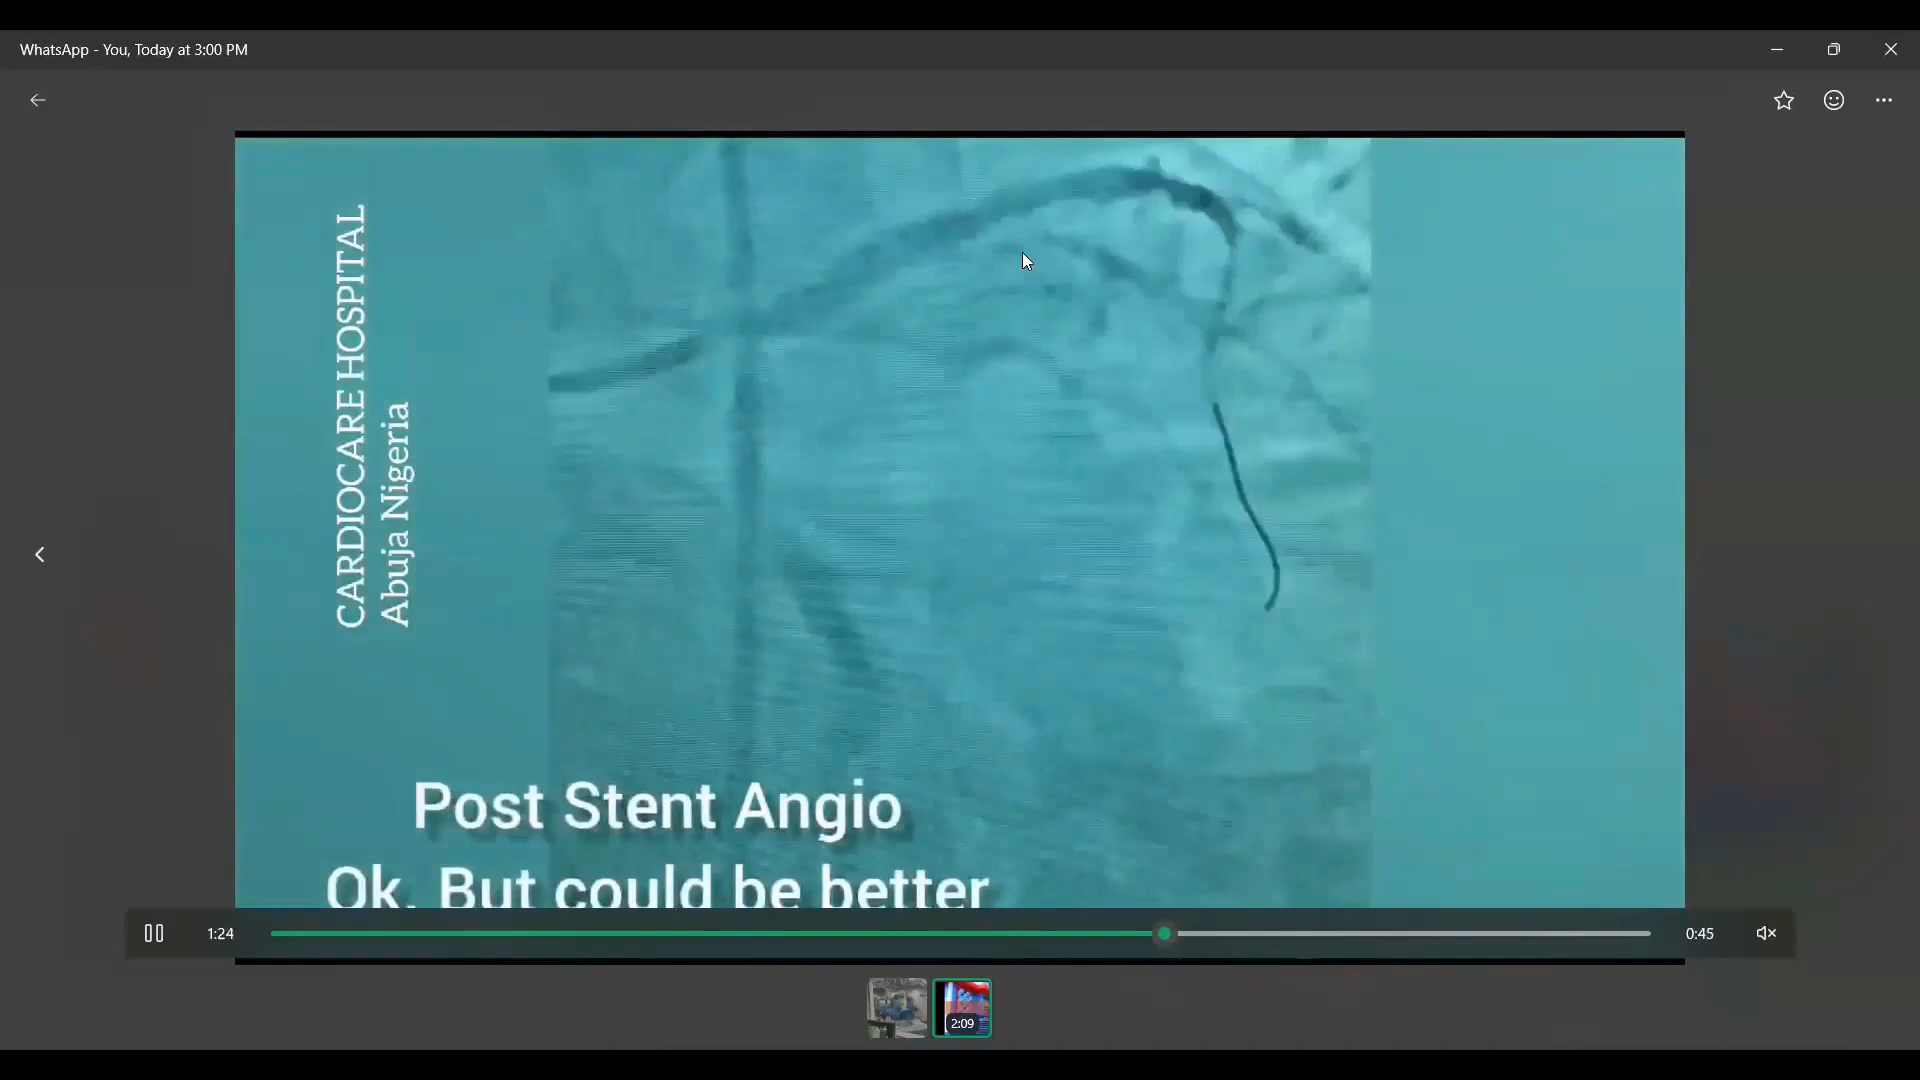 WhatsApp - You, Today at 3:00 PM
CARDIOCARE HOSPITAL
Abuja Nigeria
Post Stent Angio
Ok. But could be better
1:24
0:45
2:09